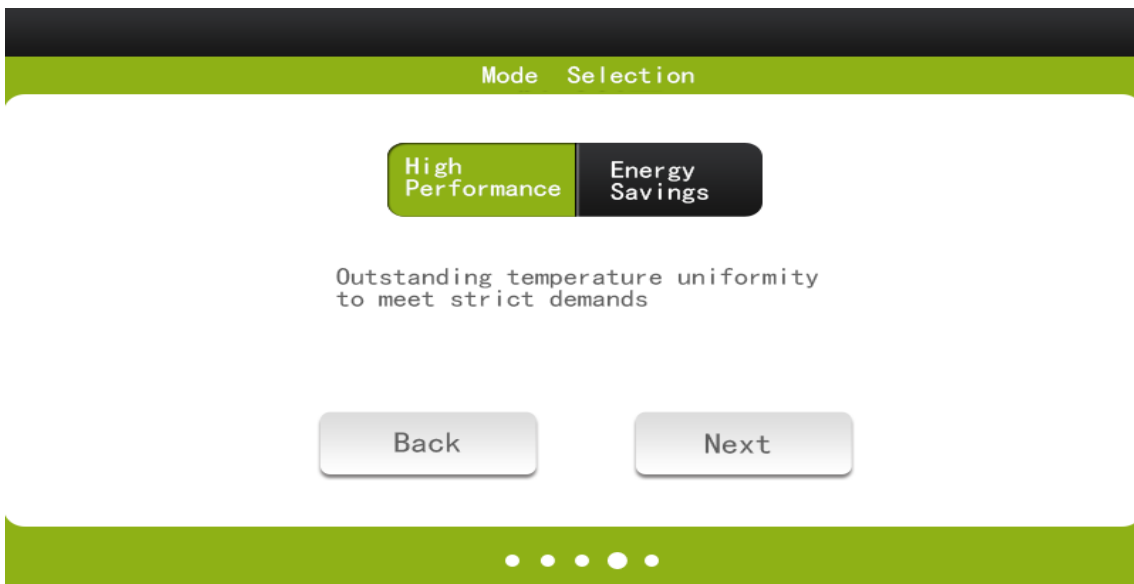 Mode Selection
High
Performance
Energy
Savings
Outstanding temperature uniformity
to meet strict demands
Back
Next